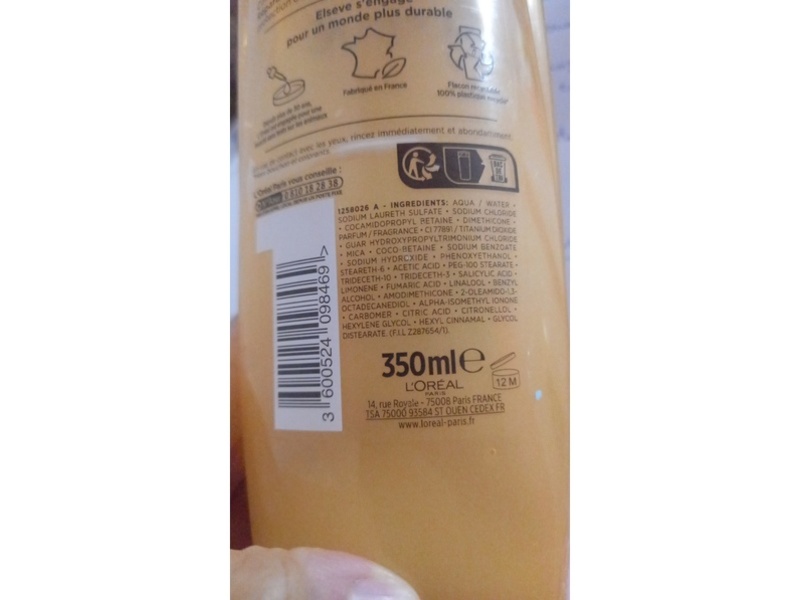 Elsève s'engage
pour un monde plus durable
Fabriqué en France
Flacon recyclable
100% plastique recyclé
de contact avec les yeux, rincez immédiatement et abondamment.
L'Oréal Paris vous conseille :
0 810 18 28 38
1258026 A - INGREDIENTS: AQUA / WATER •
SODIUM LAURETH SULFATE • SODIUM CHLORIDE
• COCAMIDOPROPYL BETAINE • DIMETHICONE •
PARFUM / FRAGRANCE • CI 77891 / TITANIUM DIOXIDE
• GUAR HYDROXYPROPYLTRIMONIUM CHLORIDE
• MICA • COCO-BETAINE • SODIUM BENZOATE
• SODIUM HYDROXIDE • PHENOXYETHANOL •
STEARETH-6 • ACETIC ACID • PEG-100 STEARATE •
TRIDECETH-10 • TRIDECETH-3 • SALICYLIC ACID •
LIMONENE • FUMARIC ACID • LINALOOL • BENZYL
ALCOHOL • AMODIMETHICONE • 2-OLEAMIDO-1,3-
OCTADECANEDIOL • ALPHA-ISOMETHYL IONONE
• CARBOMER • CITRIC ACID • CITRONELLOL •
HEXYLENE GLYCOL • HEXYL CINNAMAL • GLYCOL
DISTEARATE. (F.I.L Z287654/1).
3 600524 098469 >
350ml e
12 M
L'ORÉAL
PARIS
14, rue Royale - 75008 Paris FRANCE
TSA 75000 93584 ST OUEN CEDEX FR
www.loreal-paris.fr